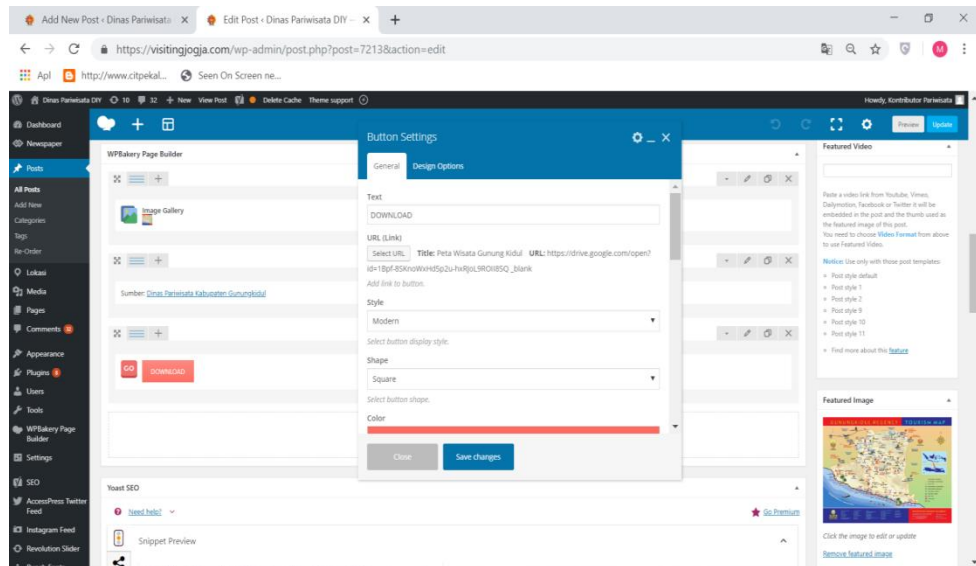 Add New Post ‹ Dinas Pariwisata
Edit Post ‹ Dinas Pariwisata DIY –
https://visitingjogja.com/wp-admin/post.php?post=7213&action=edit
Apl
http://www.citpekal...
Seen On Screen ne...
Dinas Pariwisata DIY
10
32
New
View Post
Delete Cache
Theme support
Howdy, Kontributor Pariwisata
Dashboard
Newspaper
Posts
All Posts
Add New
Categories
Tags
Re-Order
Lokasi
Media
Pages
Comments
Appearance
Plugins
Users
Tools
WPBakery Page
Builder
Settings
SEO
AccessPress Twitter
Feed
Instagram Feed
Revolution Slider
Preview
Update
WPBakery Page Builder
Image Gallery
Sumber: Dinas Pariwisata Kabupaten Gunungkidul
GO
DOWNLOAD
Button Settings
General
Design Options
Text
DOWNLOAD
URL (Link)
Select URL
Title: Peta Wisata Gunung Kidul URL: https://drive.google.com/open?
Add link to button.
Style
Modern
Select button display style.
Shape
Square
Select button shape.
Color
Close
Save changes
Yoast SEO
Need help?
Go Premium
Snippet Preview
Featured Video
Paste a video link from Youtube, Vimeo,
Dailymotion, Facebook or Twitter it will be
embedded in the post and the thumb used as
the featured image of this post.
You need to choose Video Format from above
to use Featured Video.
Notice: Use only with those post templates:
Post style default
Post style 1
Post style 2
Post style 9
Post style 10
Post style 11
Find more about this feature
Featured Image
TOURISM MAP
Click the image to edit or update
Remove featured image